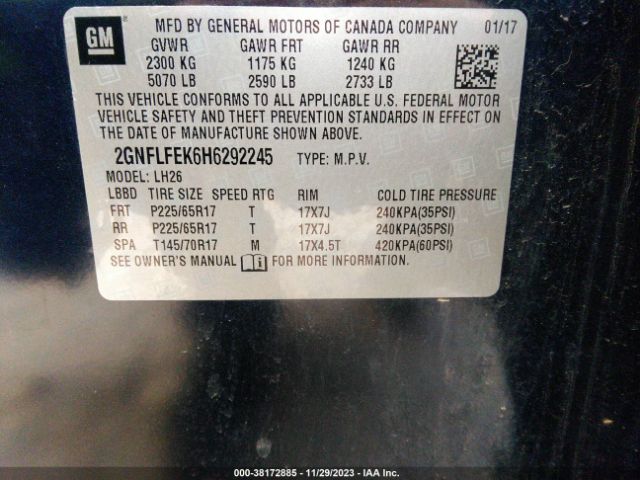 GM
MFD BY GENERAL MOTORS OF CANADA COMPANY 01/17
GVWR GAWR FRT GAWR RR
2300 KG 1175 KG 1240 KG
5070 LB 2590 LB 2733 LB
THIS VEHICLE CONFORMS TO ALL APPLICABLE U.S. FEDERAL MOTOR
VEHICLE SAFETY AND THEFT PREVENTION STANDARDS IN EFFECT ON
THE DATE OF MANUFACTURE SHOWN ABOVE.
2GNFLFEK6H6292245 TYPE: M.P.V.
MODEL: LH26
LBBD TIRE SIZE SPEED RTG RIM COLD TIRE PRESSURE
FRT P225/65R17 T 17X7J 240KPA(35PSI)
RR P225/65R17 T 17X7J 240KPA(35PSI)
SPA T145/70R17 M 17X4.5T 420KPA(60PSI)
SEE OWNER'S MANUAL FOR MORE INFORMATION.
000-38172885 - 11/29/2023 - IAA Inc.